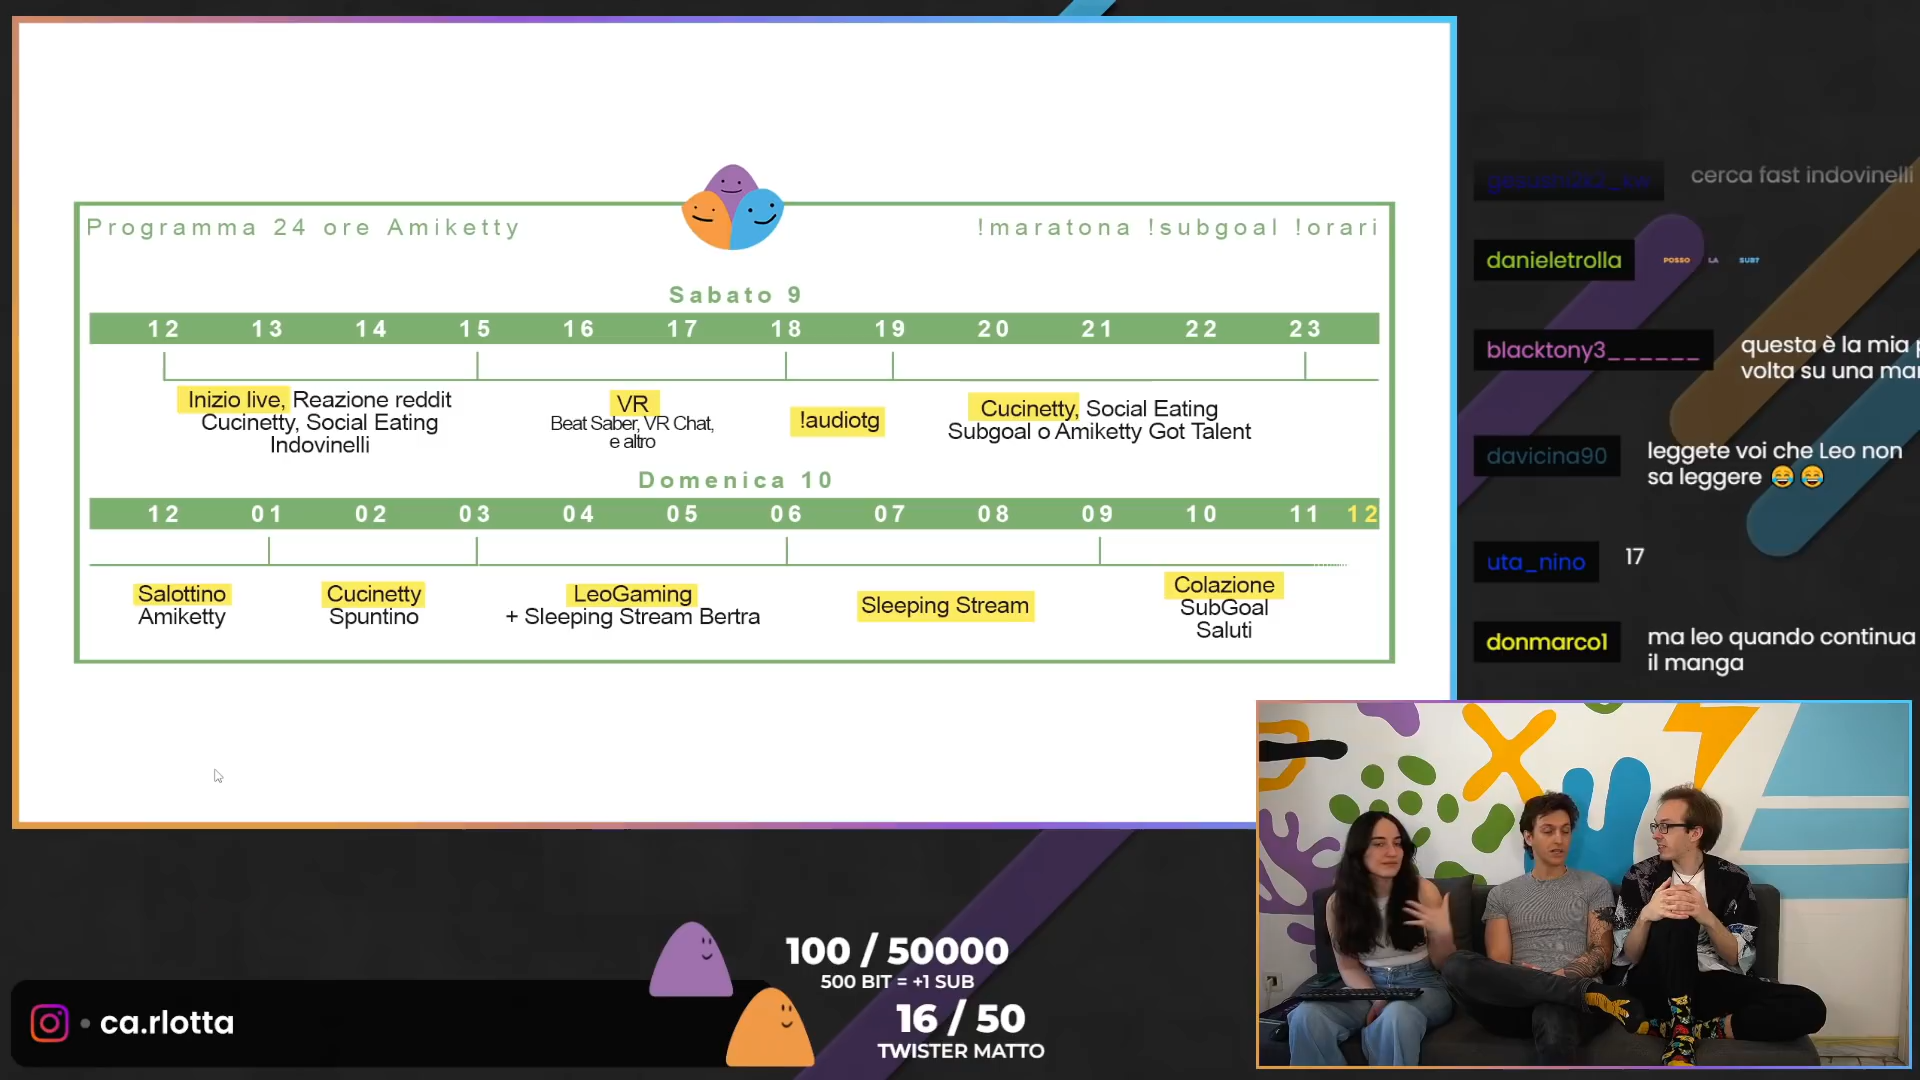 Programma 24 ore Amiketty
!maratona !subgoal !orari
Sabato 9
12 13 14 15 16 17 18 19 20 21 22 23
Inizio live, Reazione reddit
Cucinetty, Social Eating
Indovinelli
VR
Beat Saber, VR Chat,
e altro
!audiotg
Cucinetty, Social Eating
Subgoal o Amiketty Got Talent
Domenica 10
12 01 02 03 04 05 06 07 08 09 10 11 12
Salottino
Amiketty
Cucinetty
Spuntino
LeoGaming
+ Sleeping Stream Bertra
Sleeping Stream
Colazione
SubGoal
Saluti
cerca fast indovinelli
danieletrolla POSSO LA SUB?
blacktony3______ questa è la mia
volta su una
davicina90 leggete voi che Leo non
sa leggere 😂 😂
uta_nino 17
donmarco1 ma leo quando continua
il manga
100 / 50000
500 BIT = +1 SUB
16 / 50
TWISTER MATTO
ca.rlotta